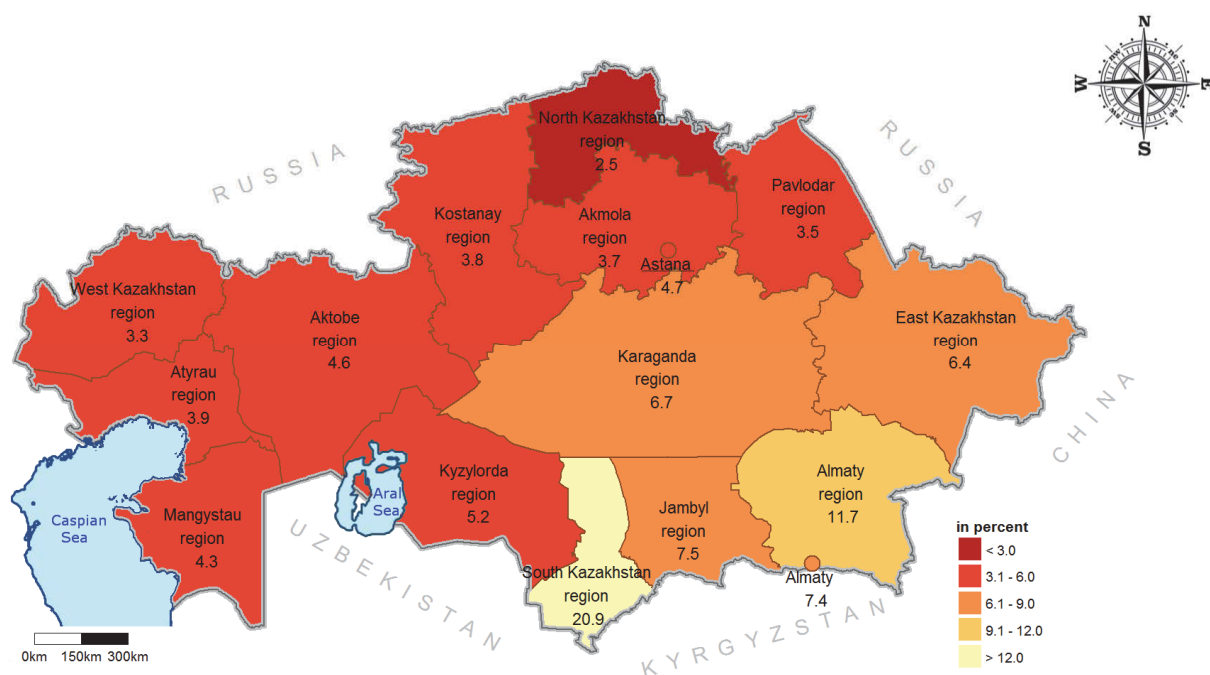 N
nw
ne
W
E
sw
se
S
RUSSIA
RUSSIA
North Kazakhstan
region
2.5
Pavlodar
region
3.5
Kostanay
region
3.8
Akmola
region
3.7
Astana
4.7
West Kazakhstan
region
3.3
Aktobe
region
4.6
East Kazakhstan
region
6.4
Karaganda
region
6.7
Atyrau
region
3.9
CHINA
Kyzylorda
region
5.2
Almaty
region
11.7
Aral
Sea
Jambyl
region
7.5
Caspian
Sea
Mangystau
region
4.3
UZBEKISTAN
South Kazakhstan
region
20.9
Almaty
7.4
KYRGYZSTAN
in percent
< 3.0
3.1 - 6.0
6.1 - 9.0
9.1 - 12.0
> 12.0
0km 150km 300km